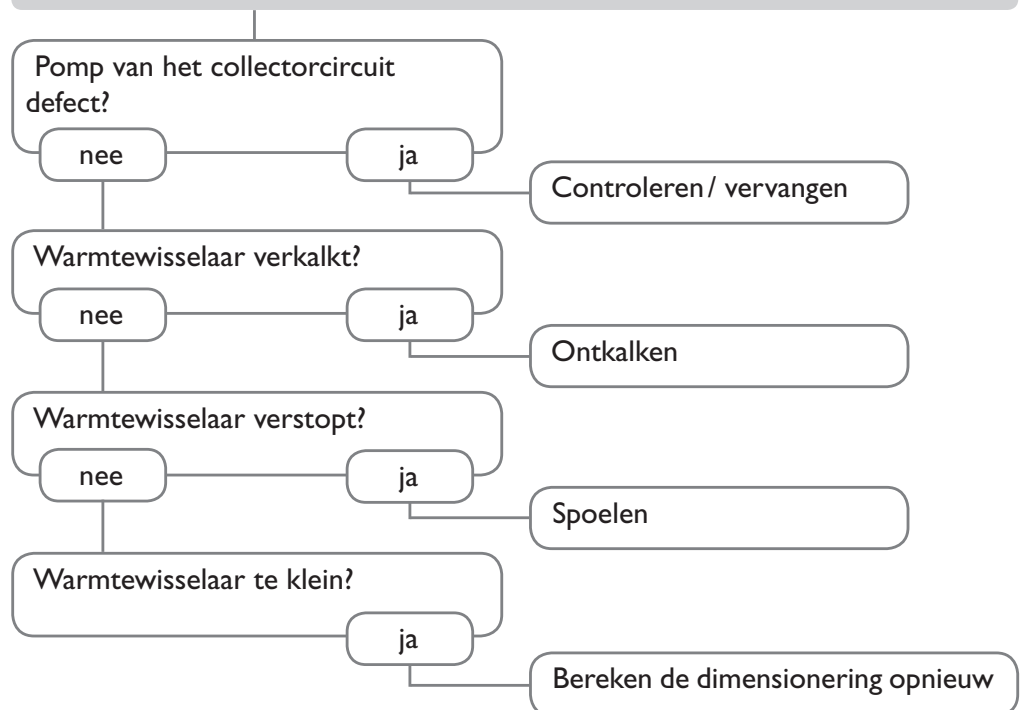 Pomp van het collectorcircuit
defect?
nee
ja
Controleren / vervangen
Warmtewisselaar verkalkt?
nee
ja
Ontkalken
Warmtewisselaar verstopt?
nee
ja
Spoelen
Warmtewisselaar te klein?
ja
Bereken de dimensionering opnieuw